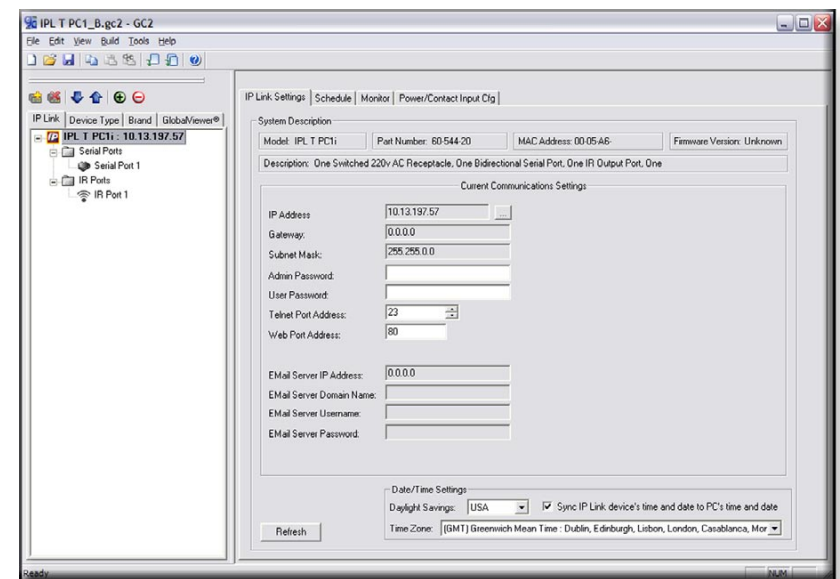 IPL T PC1_B.gc2 - GC2
File Edit View Build Tools Help
IP Link Device Type Brand GlobalViewer®
IPL T PC1i : 10.13.197.57
Serial Ports
Serial Port 1
IR Ports
IR Port 1
IP Link Settings Schedule Monitor Power/Contact Input Cfg
System Description
Model: IPL T PC1i Part Number: 60-544-20 MAC Address: 00-05-A6- Firmware Version: Unknown
Description: One Switched 220v AC Receptacle, One Bidirectional Serial Port, One IR Output Port, One
Current Communications Settings
IP Address 10.13.197.57 ...
Gateway: 0.0.0.0
Subnet Mask: 255.255.0.0
Admin Password:
User Password:
Telnet Port Address: 23
Web Port Address: 80
EMail Server IP Address: 0.0.0.0
EMail Server Domain Name:
EMail Server Username:
EMail Server Password:
Date/Time Settings
Daylight Savings: USA Sync IP Link device's time and date to PC's time and date
Refresh Time Zone: (GMT) Greenwich Mean Time : Dublin, Edinburgh, Lisbon, London, Casablanca, Mor
Ready NUM